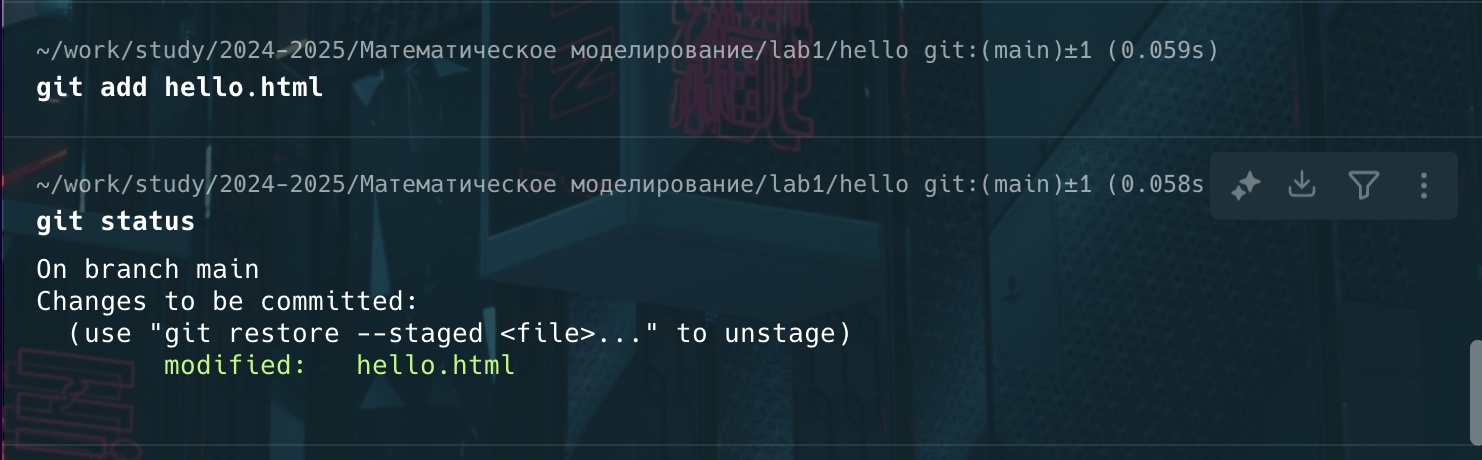 ~/work/study/2024-2025/Математическое моделирование/lab1/hello git:(main)±1 (0.059s)
git add hello.html
~/work/study/2024-2025/Математическое моделирование/lab1/hello git:(main)±1 (0.058s
git status
On branch main
Changes to be committed:
  (use "git restore --staged <file>..." to unstage)
        modified:   hello.html